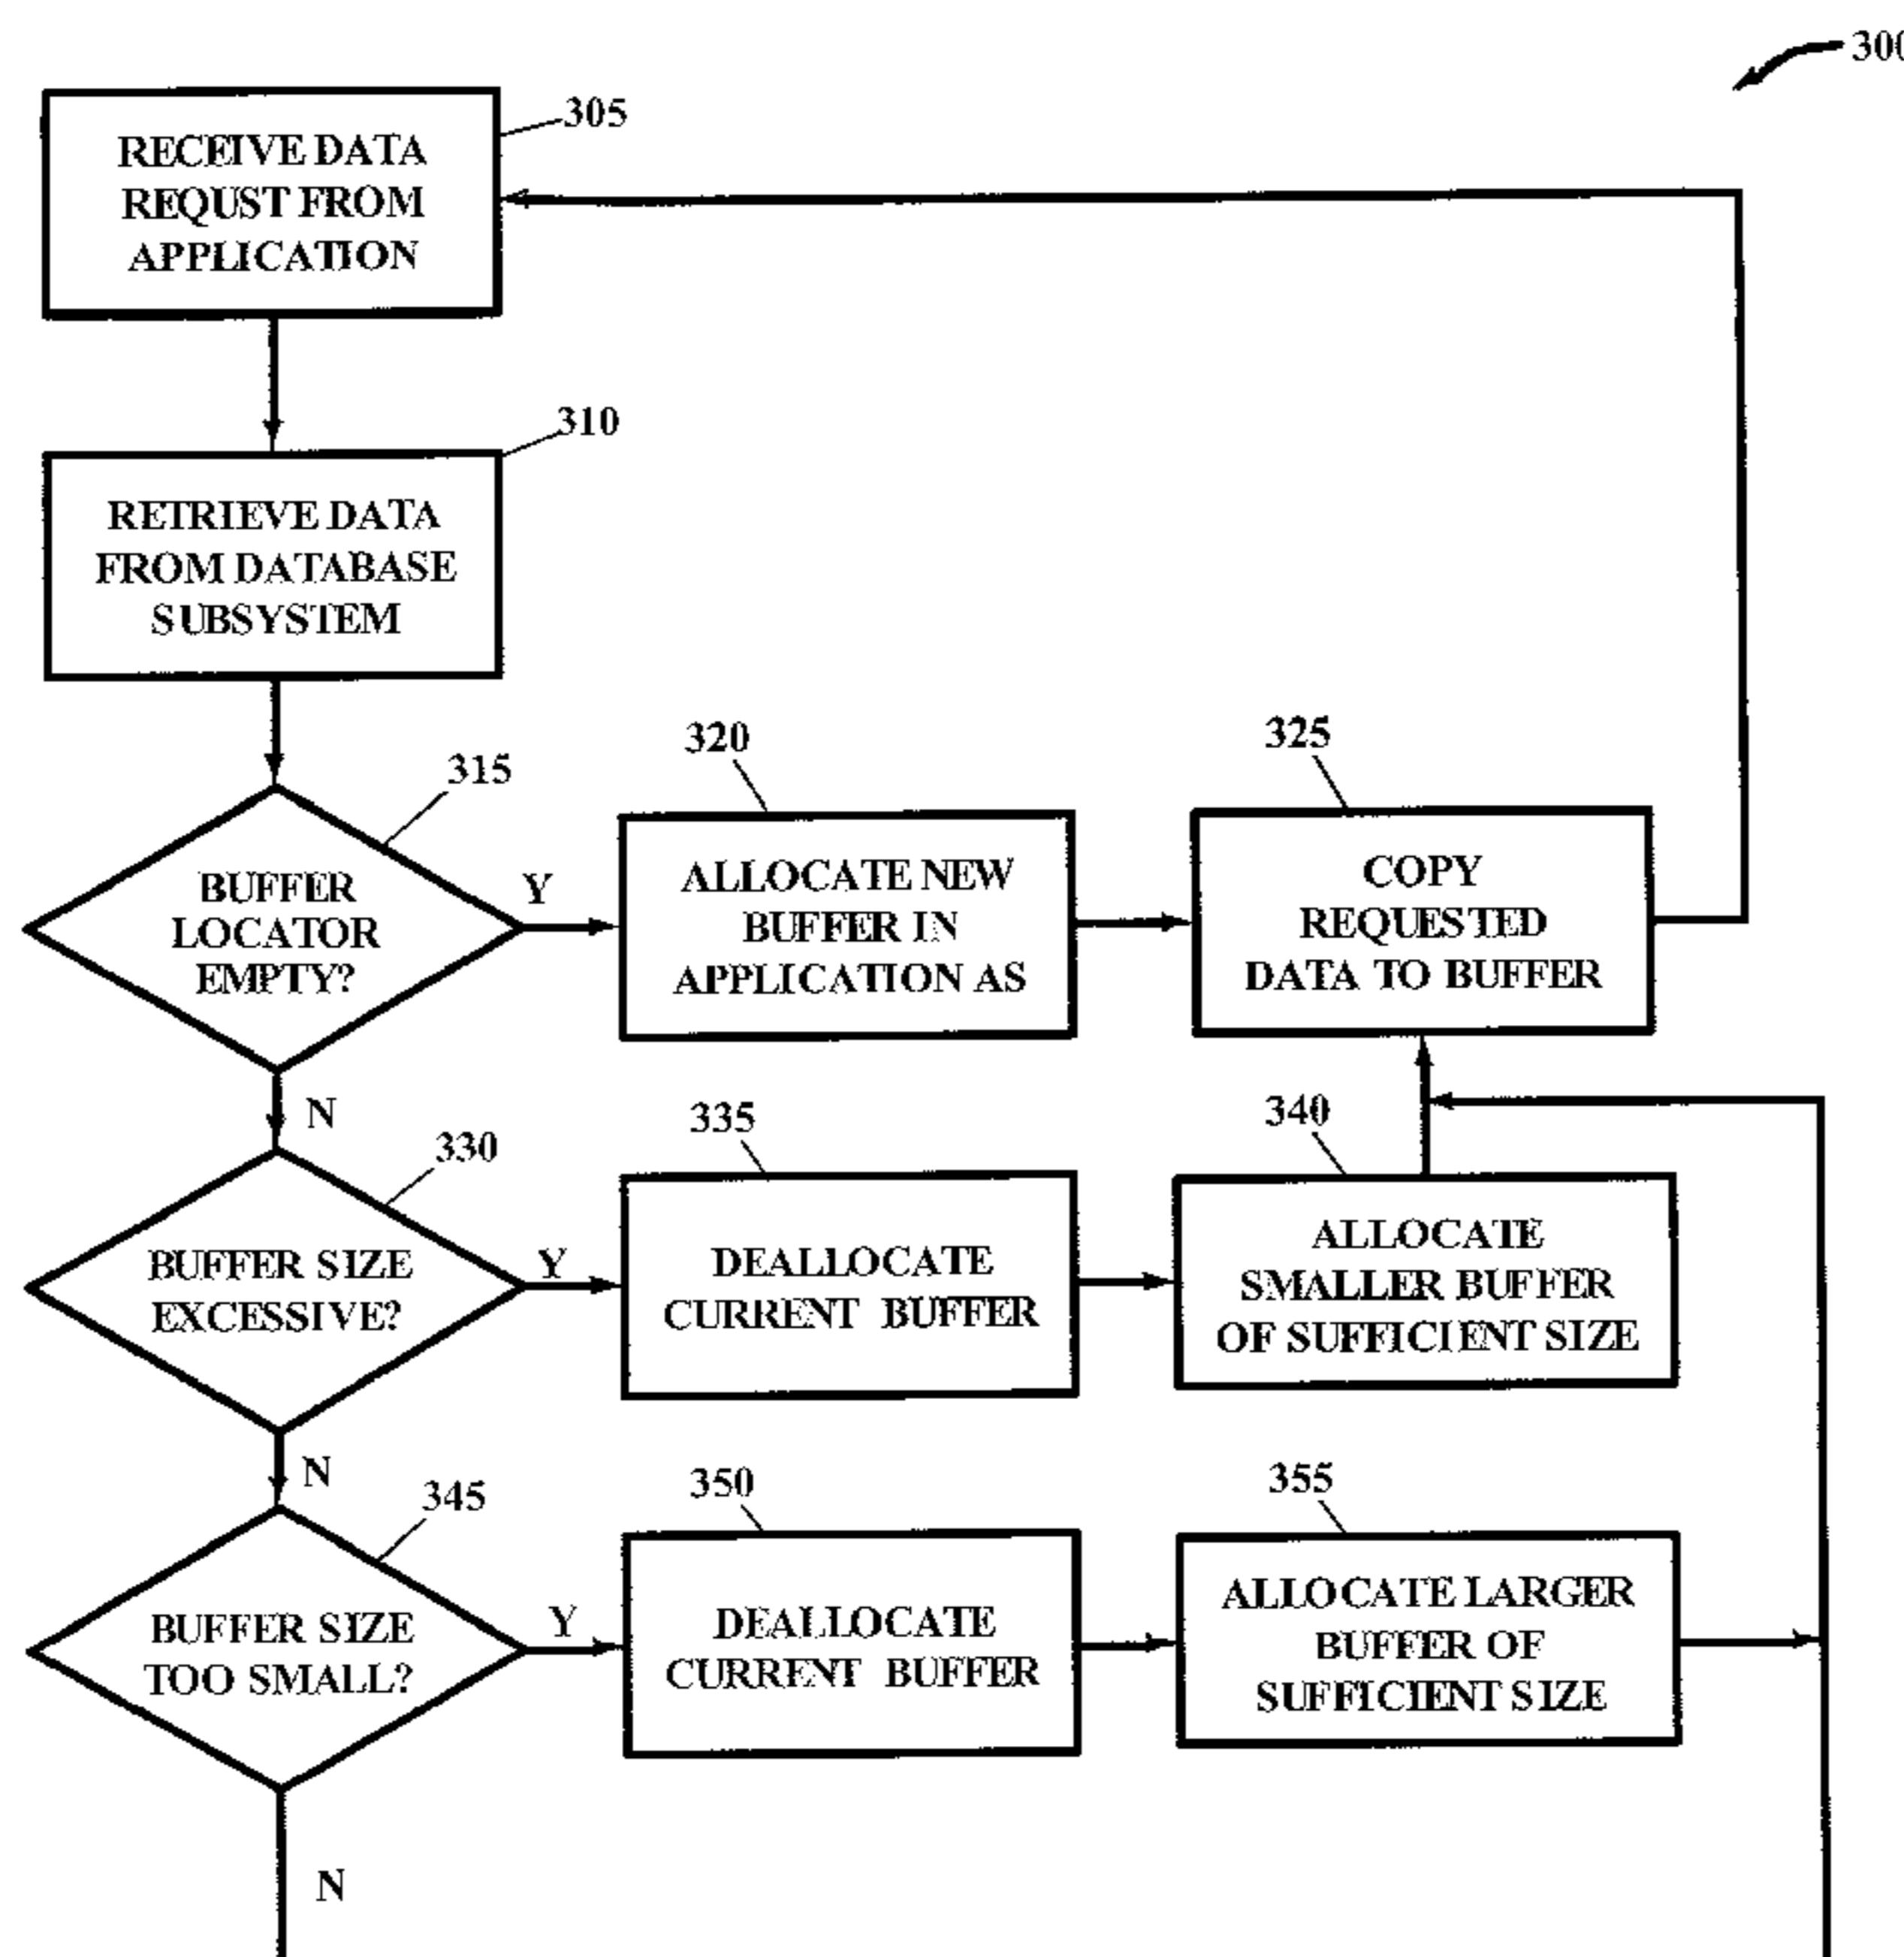 300
305
RECEIVE DATA
REQUST FROM
APPLICATION
310
RETRIEVE DATA
FROM DATABASE
SUBSYSTEM
315
BUFFER
LOCATOR
EMPTY?
Y
320
ALLOCATE NEW
BUFFER IN
APPLICATION AS
325
COPY
REQUESTED
DATA TO BUFFER
N
330
BUFFER SIZE
EXCESSIVE?
Y
335
DEALLOCATE
CURRENT BUFFER
340
ALLOCATE
SMALLER BUFFER
OF SUFFICIENT SIZE
N
345
BUFFER SIZE
TOO SMALL?
Y
350
DEALLOCATE
CURRENT BUFFER
355
ALLOCATE LARGER
BUFFER OF
SUFFICIENT SIZE
N